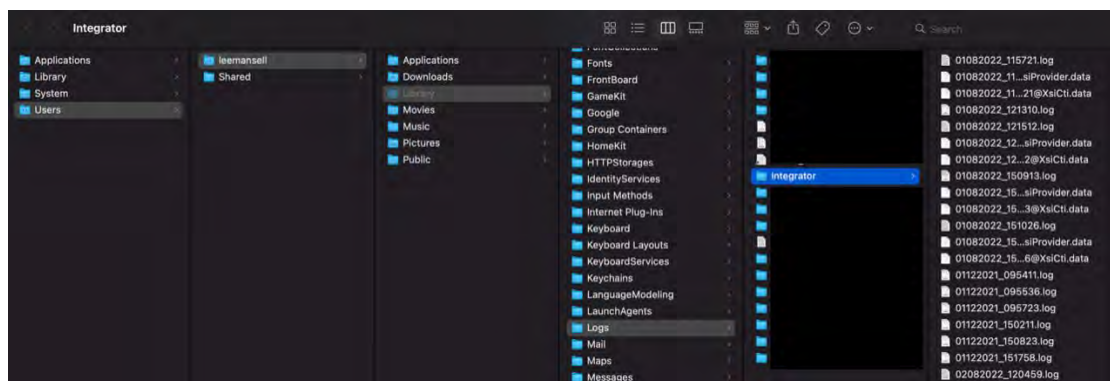 Integrator
Search
Applications
Library
System
Users
leemansell
Shared
Applications
Downloads
Library
Movies
Music
Pictures
Public
Fonts
FrontBoard
GameKit
Google
Group Containers
HomeKit
HTTPStorages
IdentityServices
Input Methods
Internet Plug-Ins
Keyboard
Keyboard Layouts
KeyboardServices
Keychains
LanguageModeling
LaunchAgents
Logs
Mail
Maps
Messages
Integrator
01082022_115721.log
01082022_11...siProvider.data
01082022_11...21@XsiCti.data
01082022_121310.log
01082022_121512.log
01082022_12...siProvider.data
01082022_12...2@XsiCti.data
01082022_150913.log
01082022_15...siProvider.data
01082022_15...3@XsiCti.data
01082022_151026.log
01082022_15...siProvider.data
01082022_15...6@XsiCti.data
01122021_095411.log
01122021_095536.log
01122021_095723.log
01122021_150211.log
01122021_150823.log
01122021_151758.log
02082022_120459.log